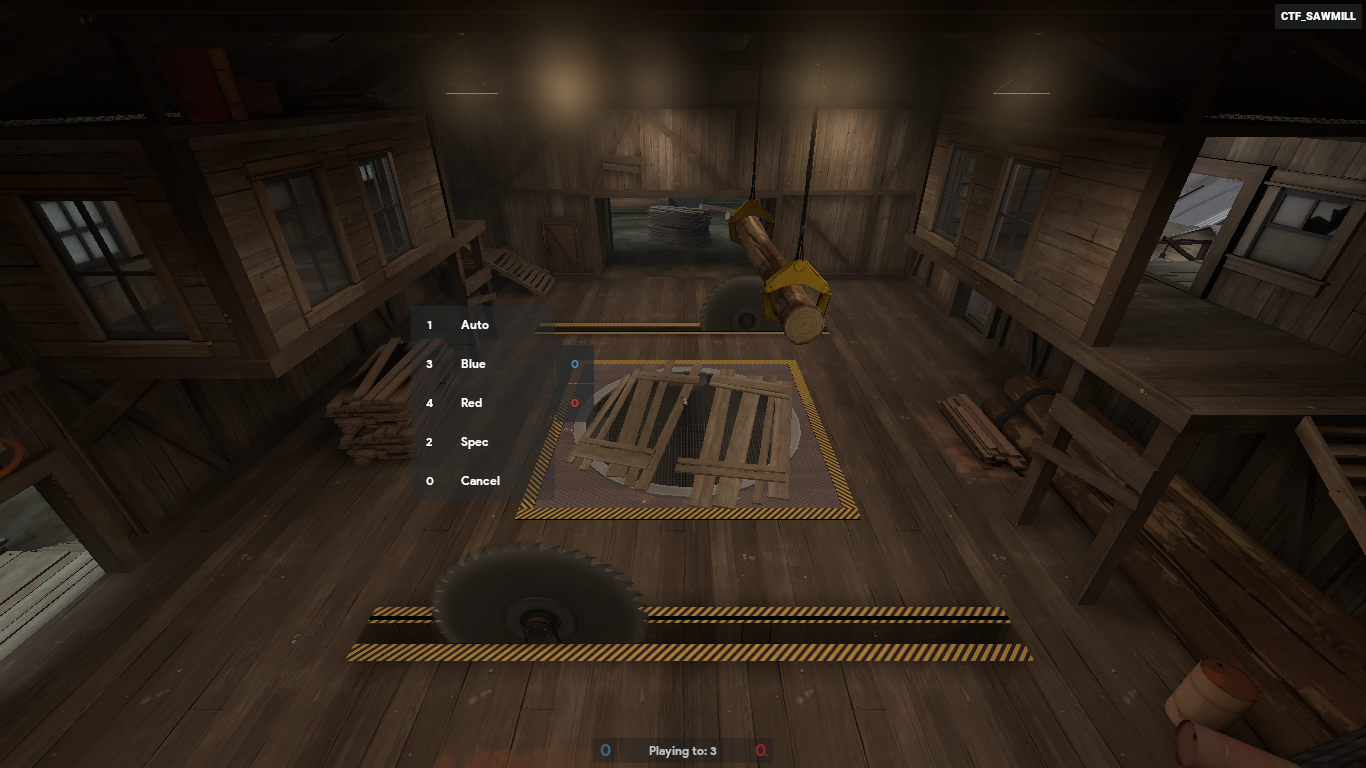 CTF_SAWMILL
1 Auto
3 Blue 0
4 Red 0
2 Spec
0 Cancel
0 Playing to: 3 0